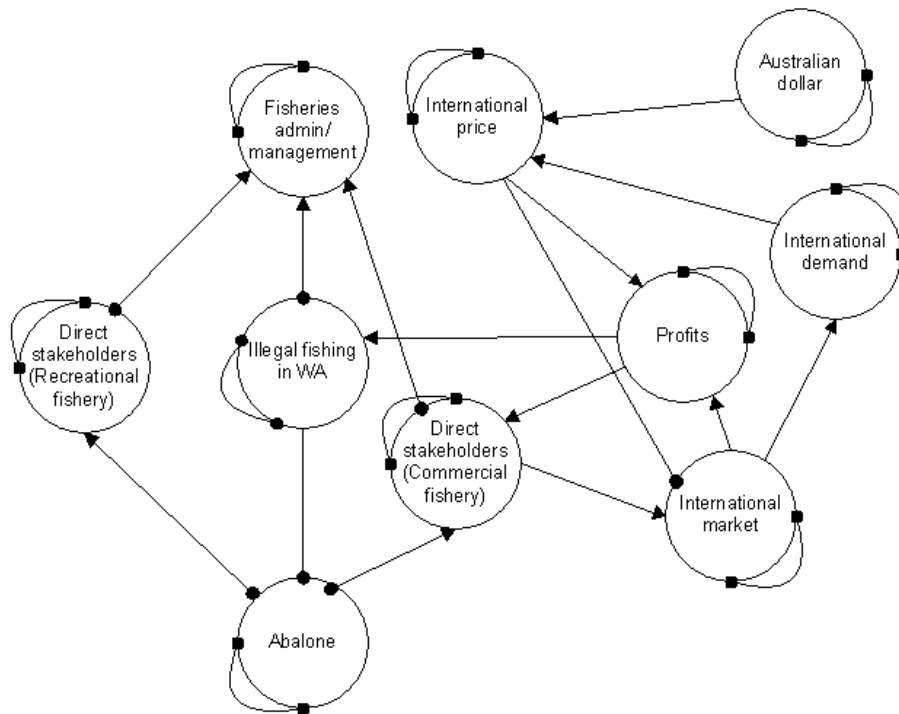 Fisheries
admin/
management
International
price
Australian
dollar
International
demand
Direct
stakeholders
(Recreational
fishery)
Illegal fishing
in WA
Profits
Direct
stakeholders
(Commercial
fishery)
International
market
Abalone